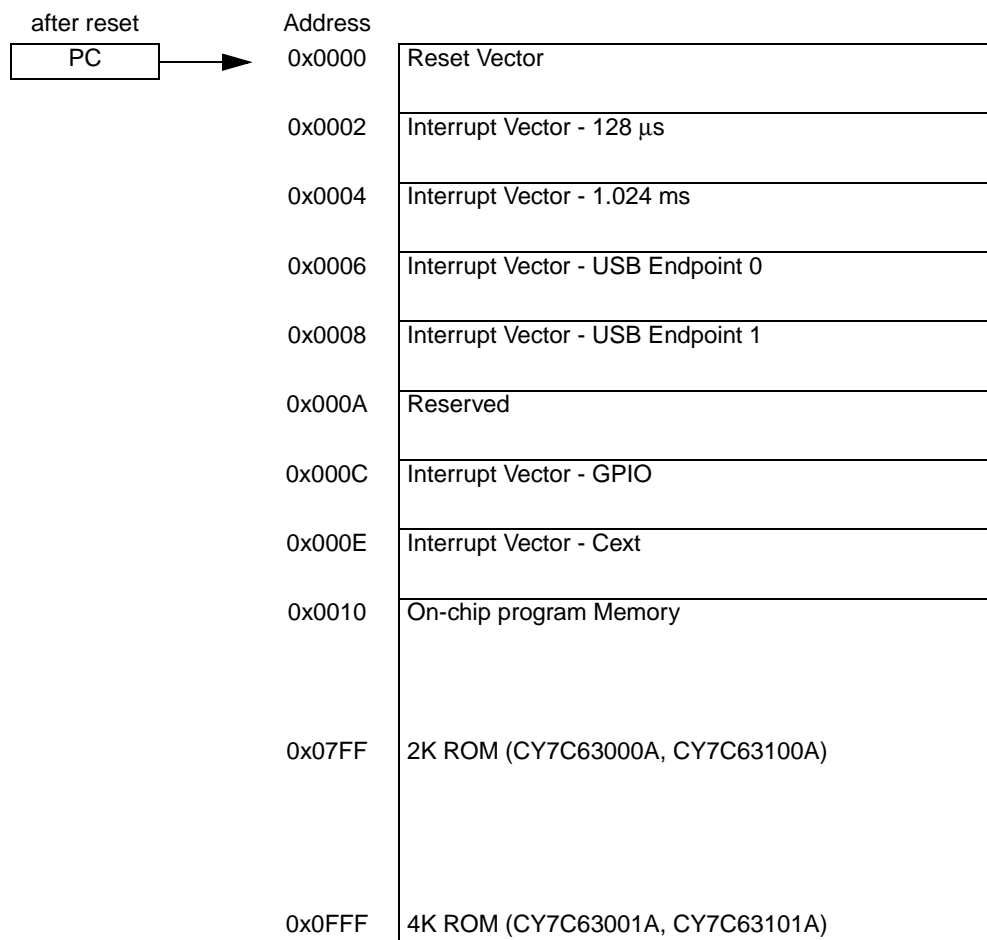 after reset Address
PC 0x0000 Reset Vector
0x0002 Interrupt Vector - 128 μs
0x0004 Interrupt Vector - 1.024 ms
0x0006 Interrupt Vector - USB Endpoint 0
0x0008 Interrupt Vector - USB Endpoint 1
0x000A Reserved
0x000C Interrupt Vector - GPIO
0x000E Interrupt Vector - Cext
0x0010 On-chip program Memory
0x07FF 2K ROM (CY7C63000A, CY7C63100A)
0x0FFF 4K ROM (CY7C63001A, CY7C63101A)